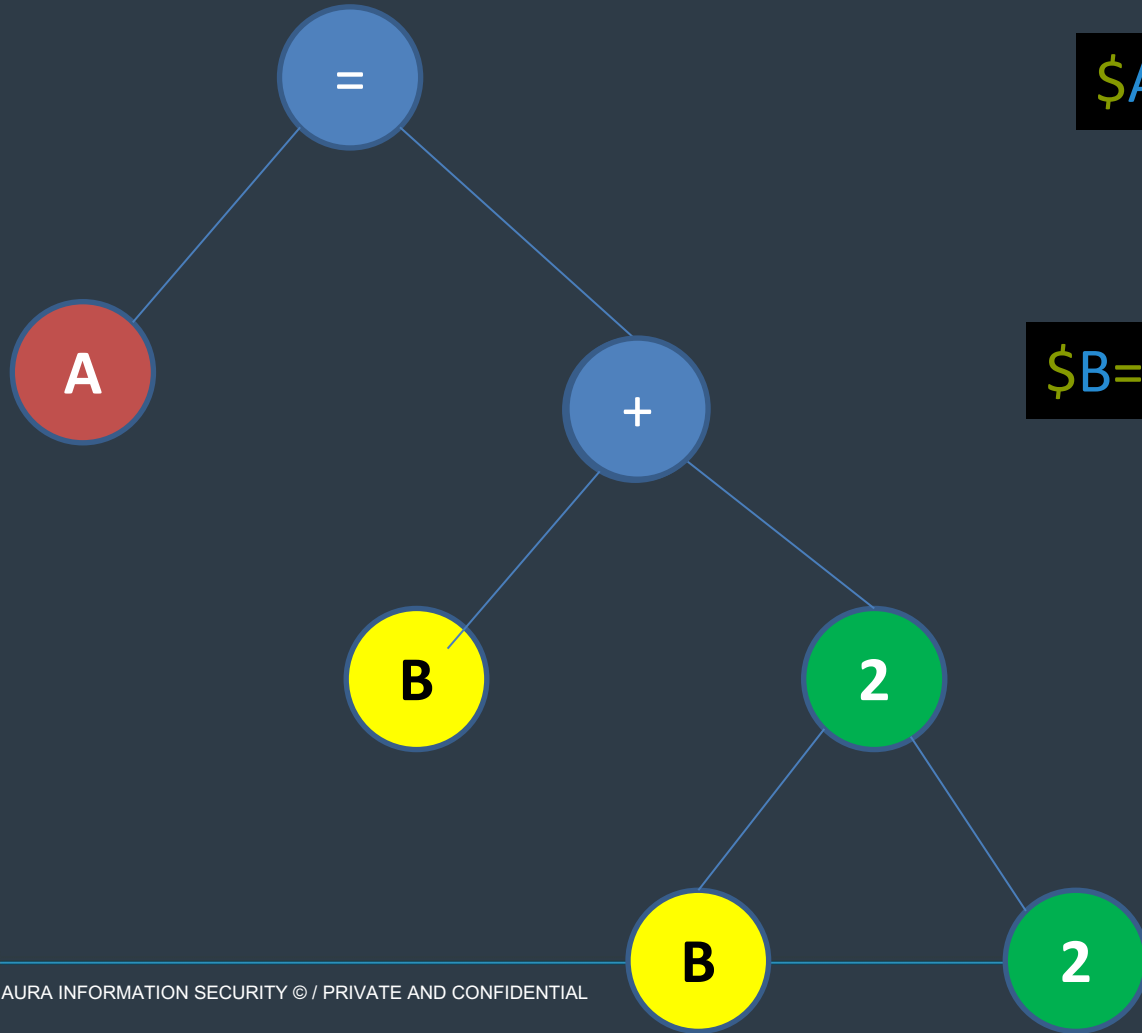 =
$A
A
+
$B=
B
2
B
2
AURA INFORMATION SECURITY © / PRIVATE AND CONFIDENTIAL